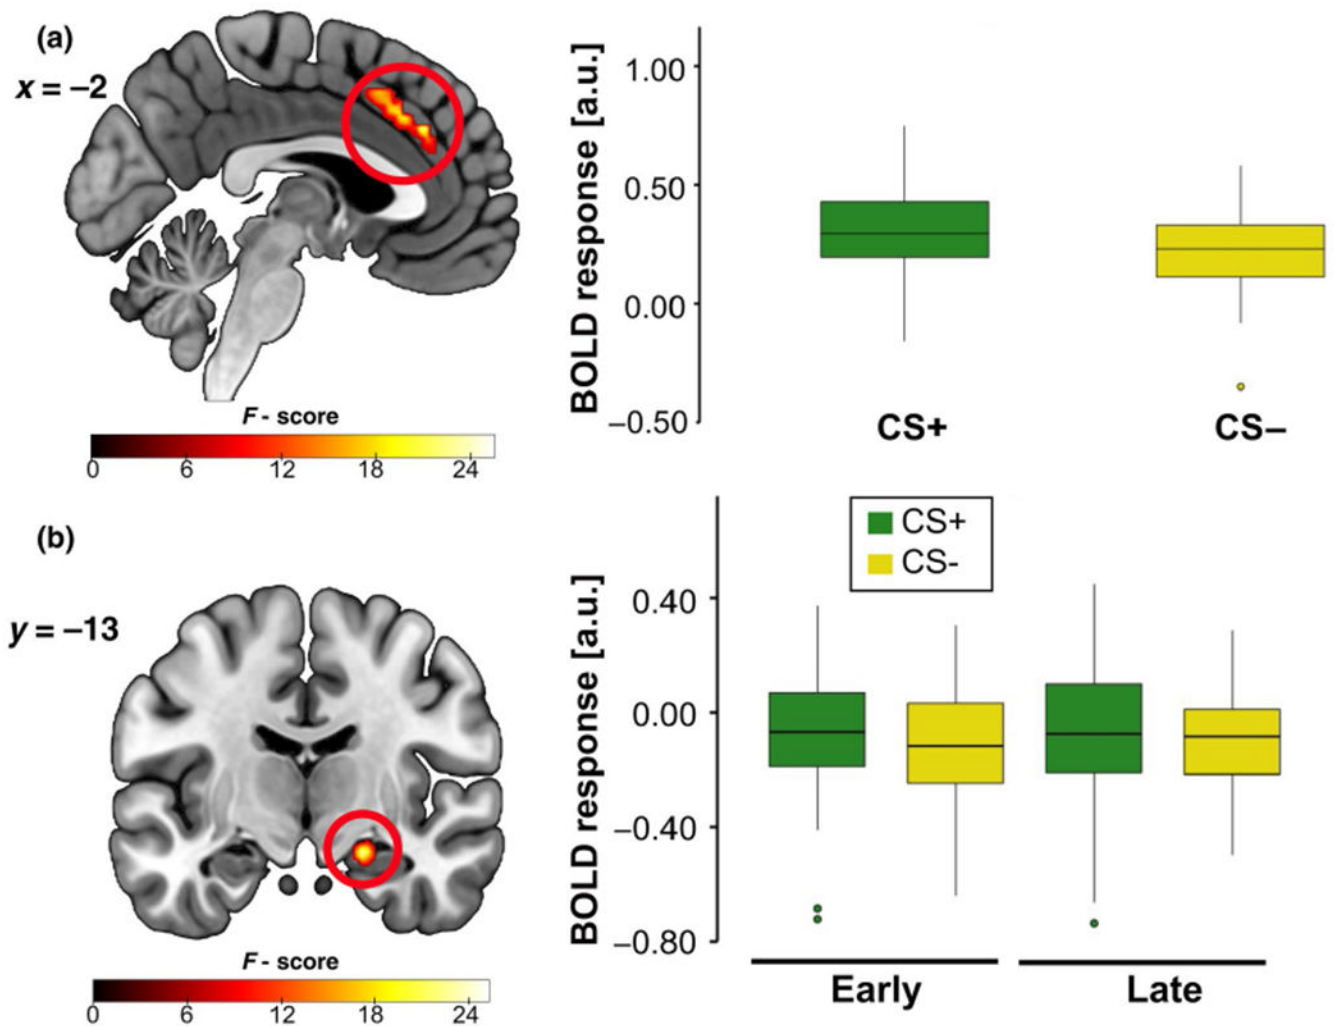 (a)
x = –2
F - score
0 6 12 18 24
BOLD response [a.u.]
1.00
0.50
0.00
–0.50
CS+ CS–
(b)
y = –13
F - score
0 6 12 18 24
BOLD response [a.u.]
CS+
CS-
0.40
0.00
–0.40
–0.80
Early Late